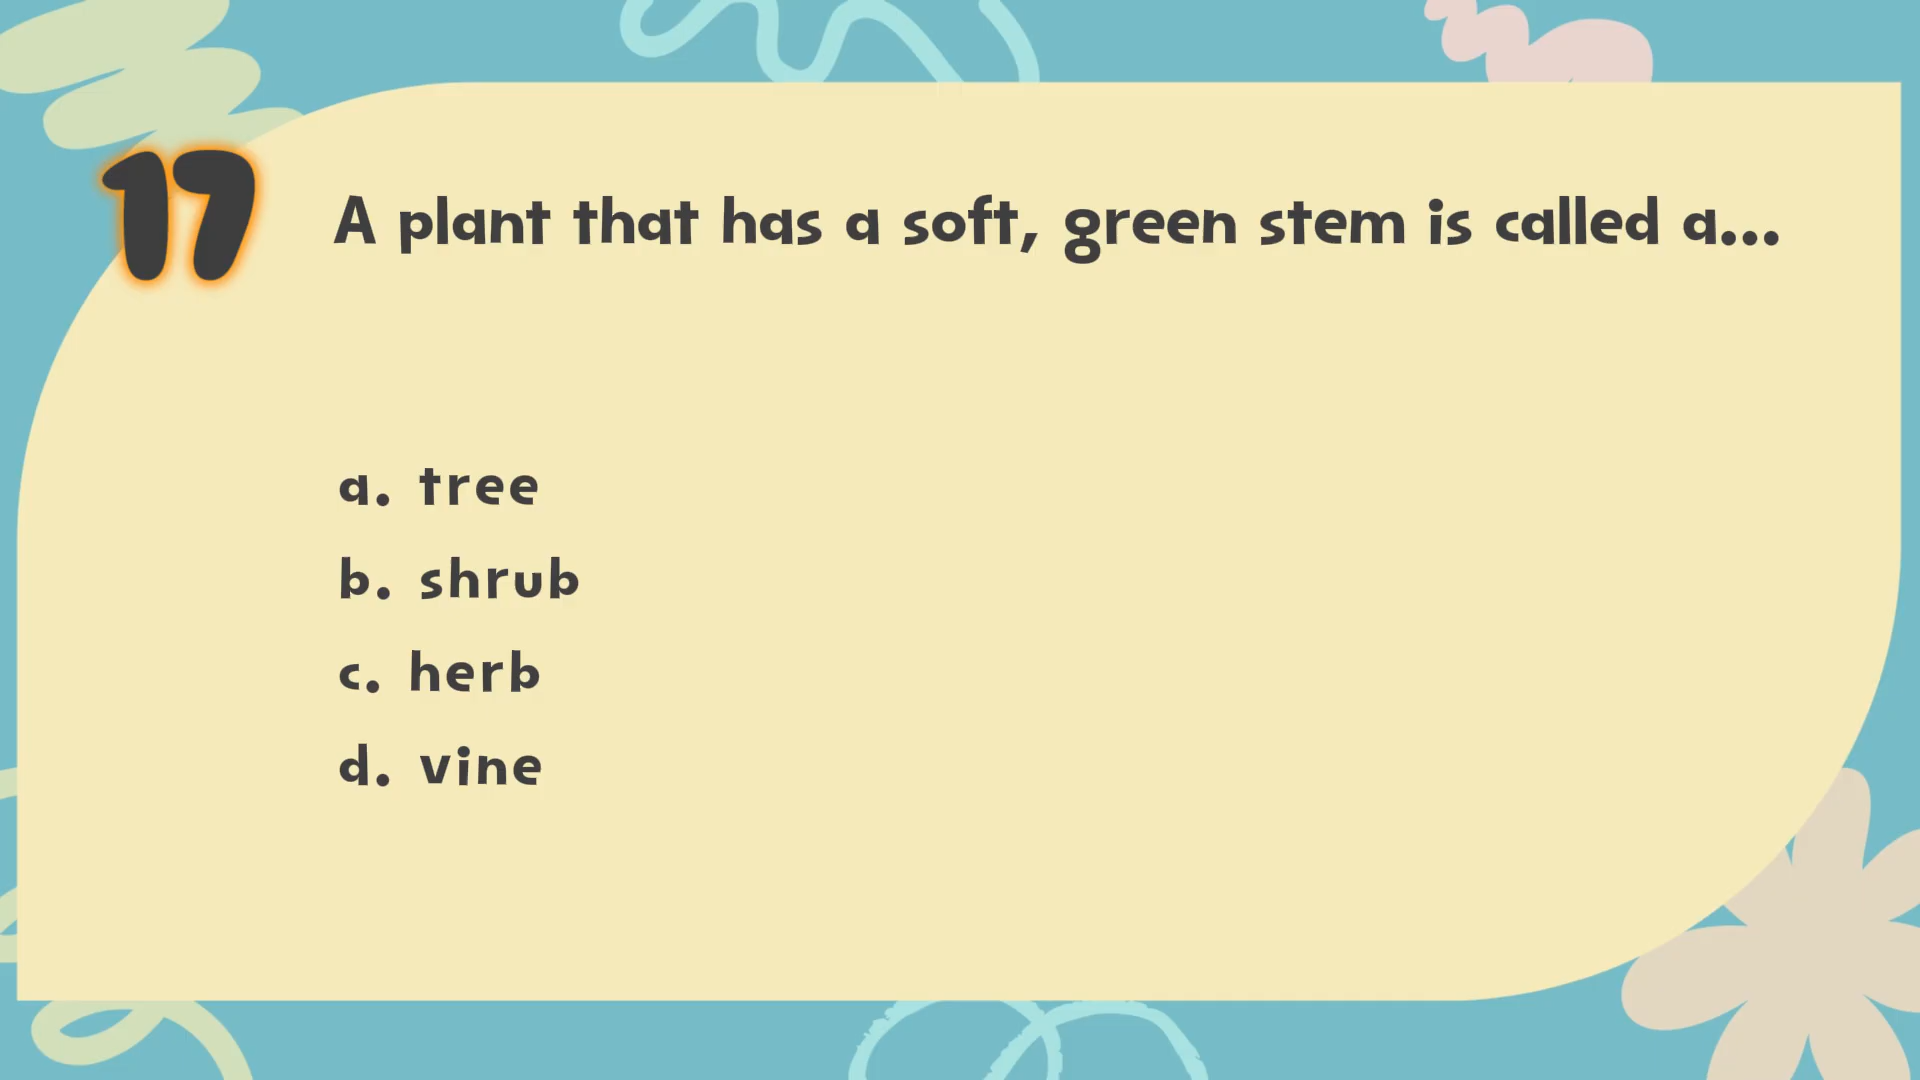 17
A plant that has a soft, green stem is called a...
a. tree
b. shrub
c. herb
d. vine